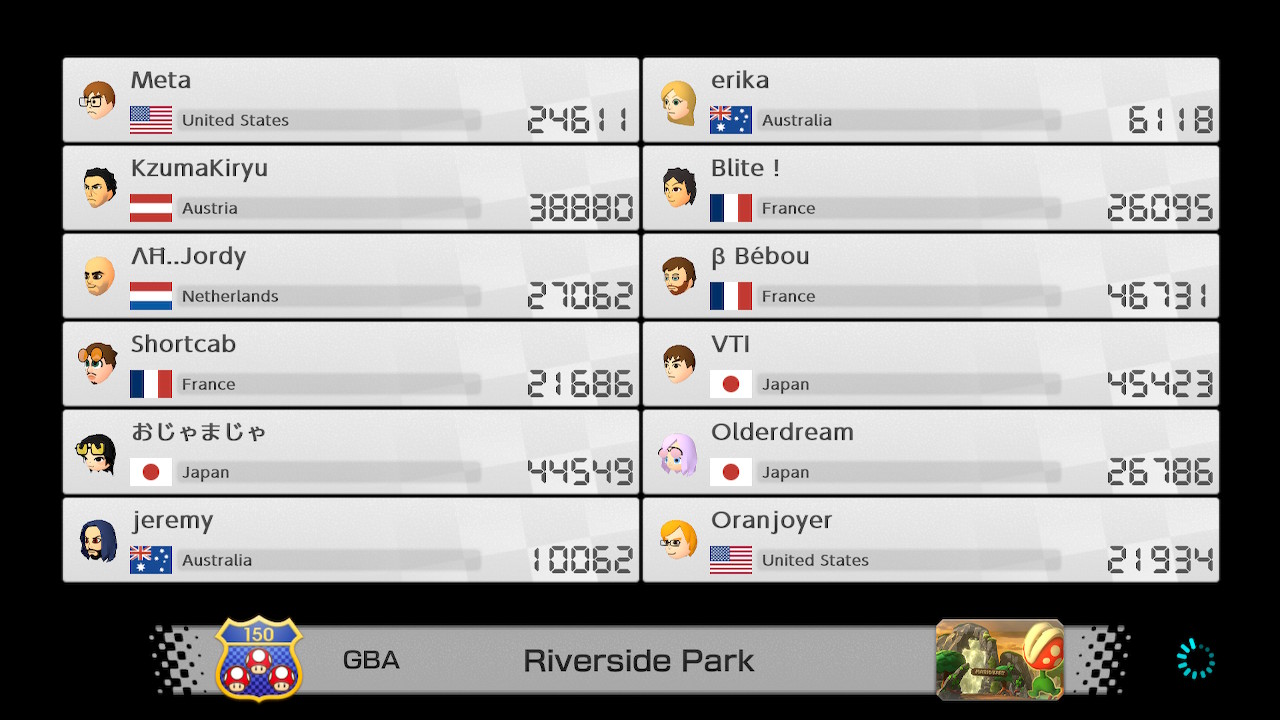 Meta
United States 24611
erika
Australia 6118
KzumaKiryu
Austria 38880
Blite !
France 26095
ΛĦ..Jordy
Netherlands 27062
β Bébou
France 46731
Shortcab
France 21686
VTI
Japan 45423
おじゃまじゃ
Japan 44549
Olderdream
Japan 26786
jeremy
Australia 10062
Oranjoyer
United States 21934
150 GBA Riverside Park